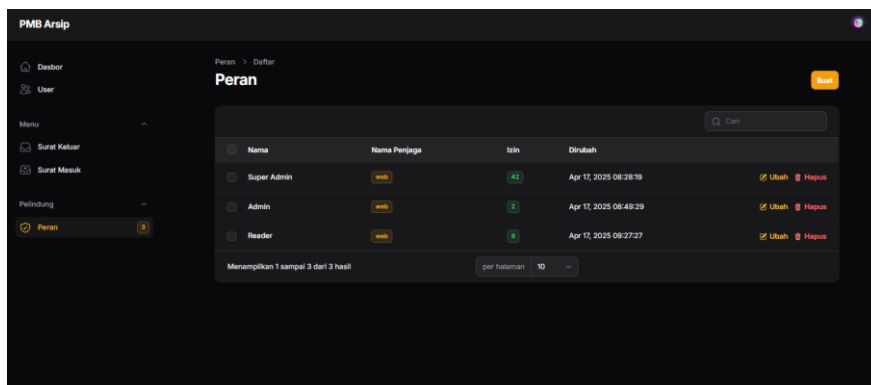 PMB Arsip
Dasbor
User
Menu
Surat Keluar
Surat Masuk
Pelindung
Peran 3
Peran > Daftar
Peran
Buat
Cari
Nama Nama Penjaga Izin Dirubah
Super Admin web 42 Apr 17, 2025 08:28:19 Ubah Hapus
Admin web 2 Apr 17, 2025 08:49:29 Ubah Hapus
Reader web 8 Apr 17, 2025 09:27:27 Ubah Hapus
Menampilkan 1 sampai 3 dari 3 hasil per halaman 10